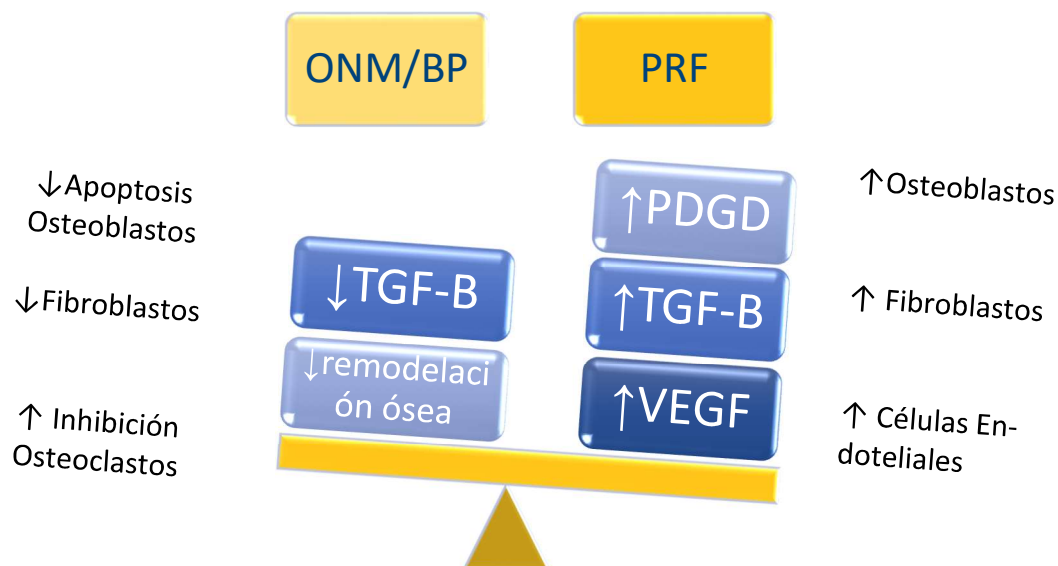 ONM/BP
PRF
↓Apoptosis
Osteoblastos
↓Fibroblastos
↑ Inhibición
Osteoclastos
↓TGF-B
↓remodelaci
ón ósea
↑PDGD
↑TGF-B
↑VEGF
↑Osteoblastos
↑ Fibroblastos
↑ Células En-
doteliales